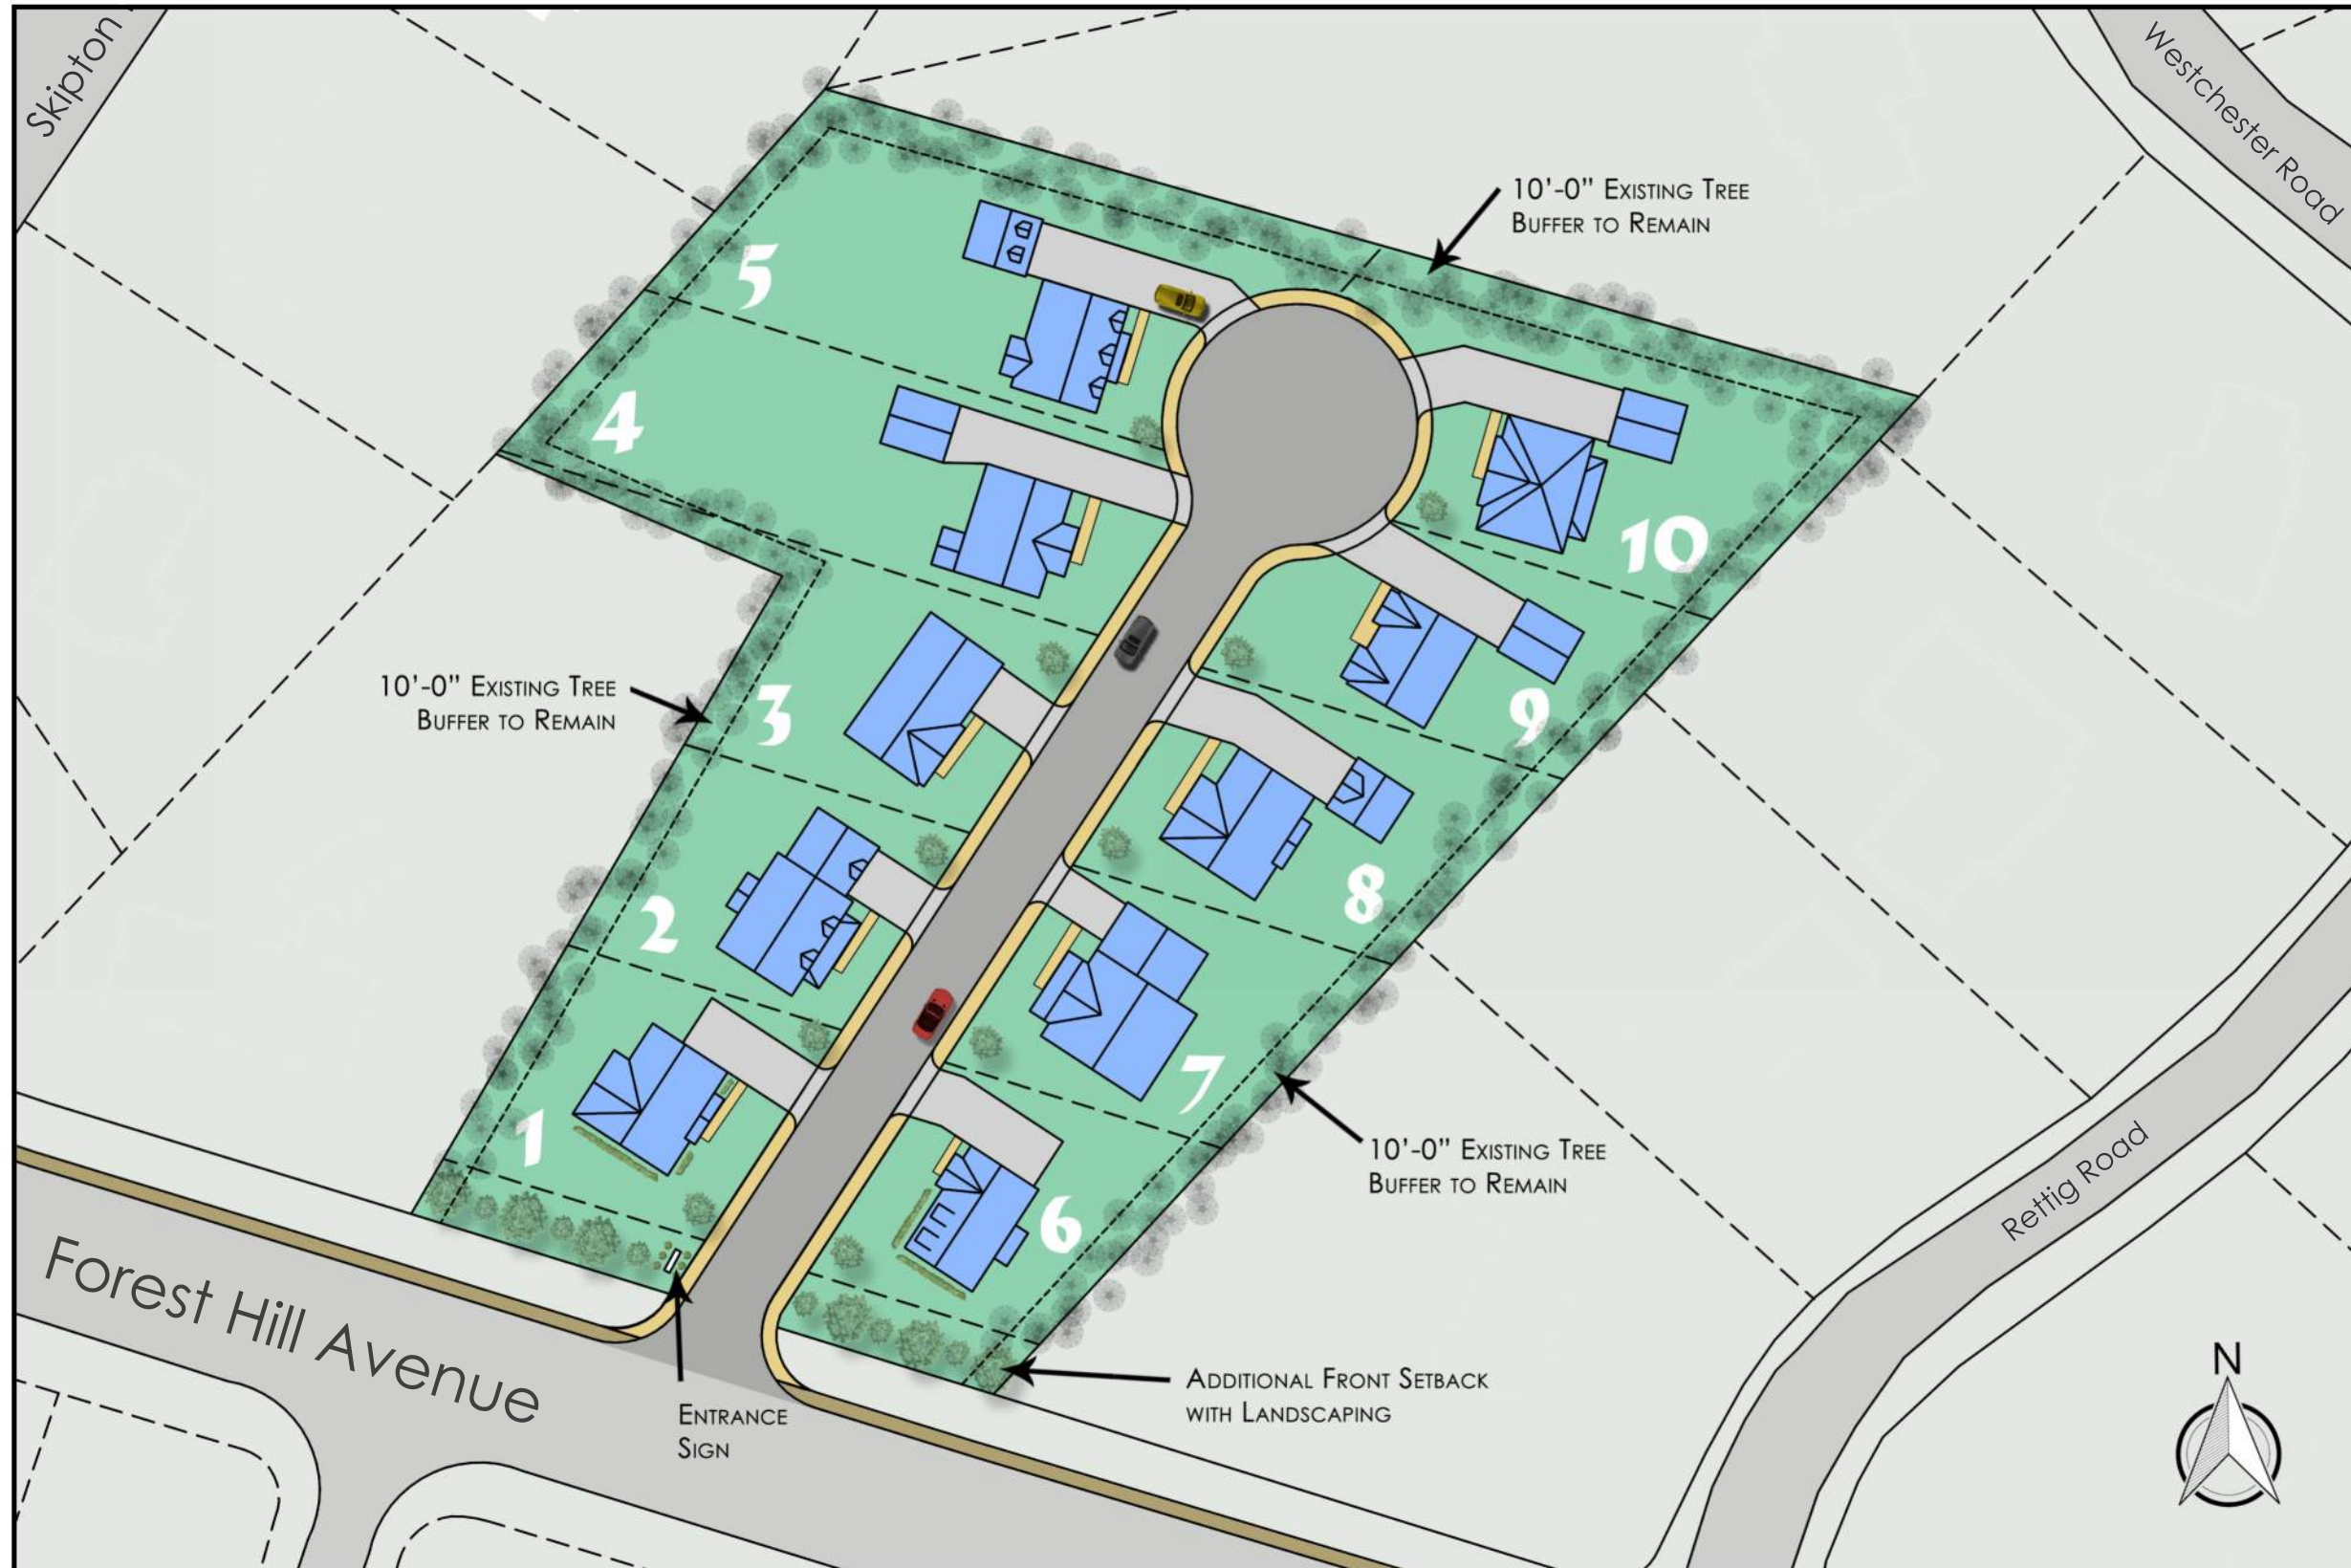 Skipton
Westchester Road
10'-0" Existing Tree
Buffer to Remain
5
4
10
10'-0" Existing Tree
Buffer to Remain
3
9
2
8
1
7
10'-0" Existing Tree
Buffer to Remain
6
Rettig Road
Forest Hill Avenue
Entrance
Sign
Additional Front Setback
with Landscaping
N